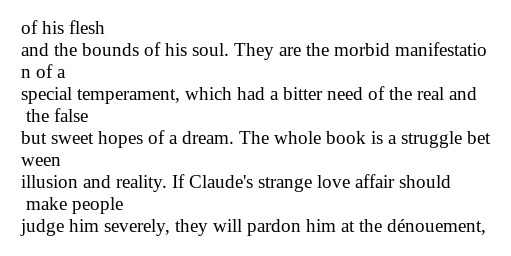 of his flesh
and the bounds of his soul. They are the morbid manifestatio
n of a
special temperament, which had a bitter need of the real and
the false
but sweet hopes of a dream. The whole book is a struggle bet
ween
illusion and reality. If Claude's strange love affair should
make people
judge him severely, they will pardon him at the dénouement,